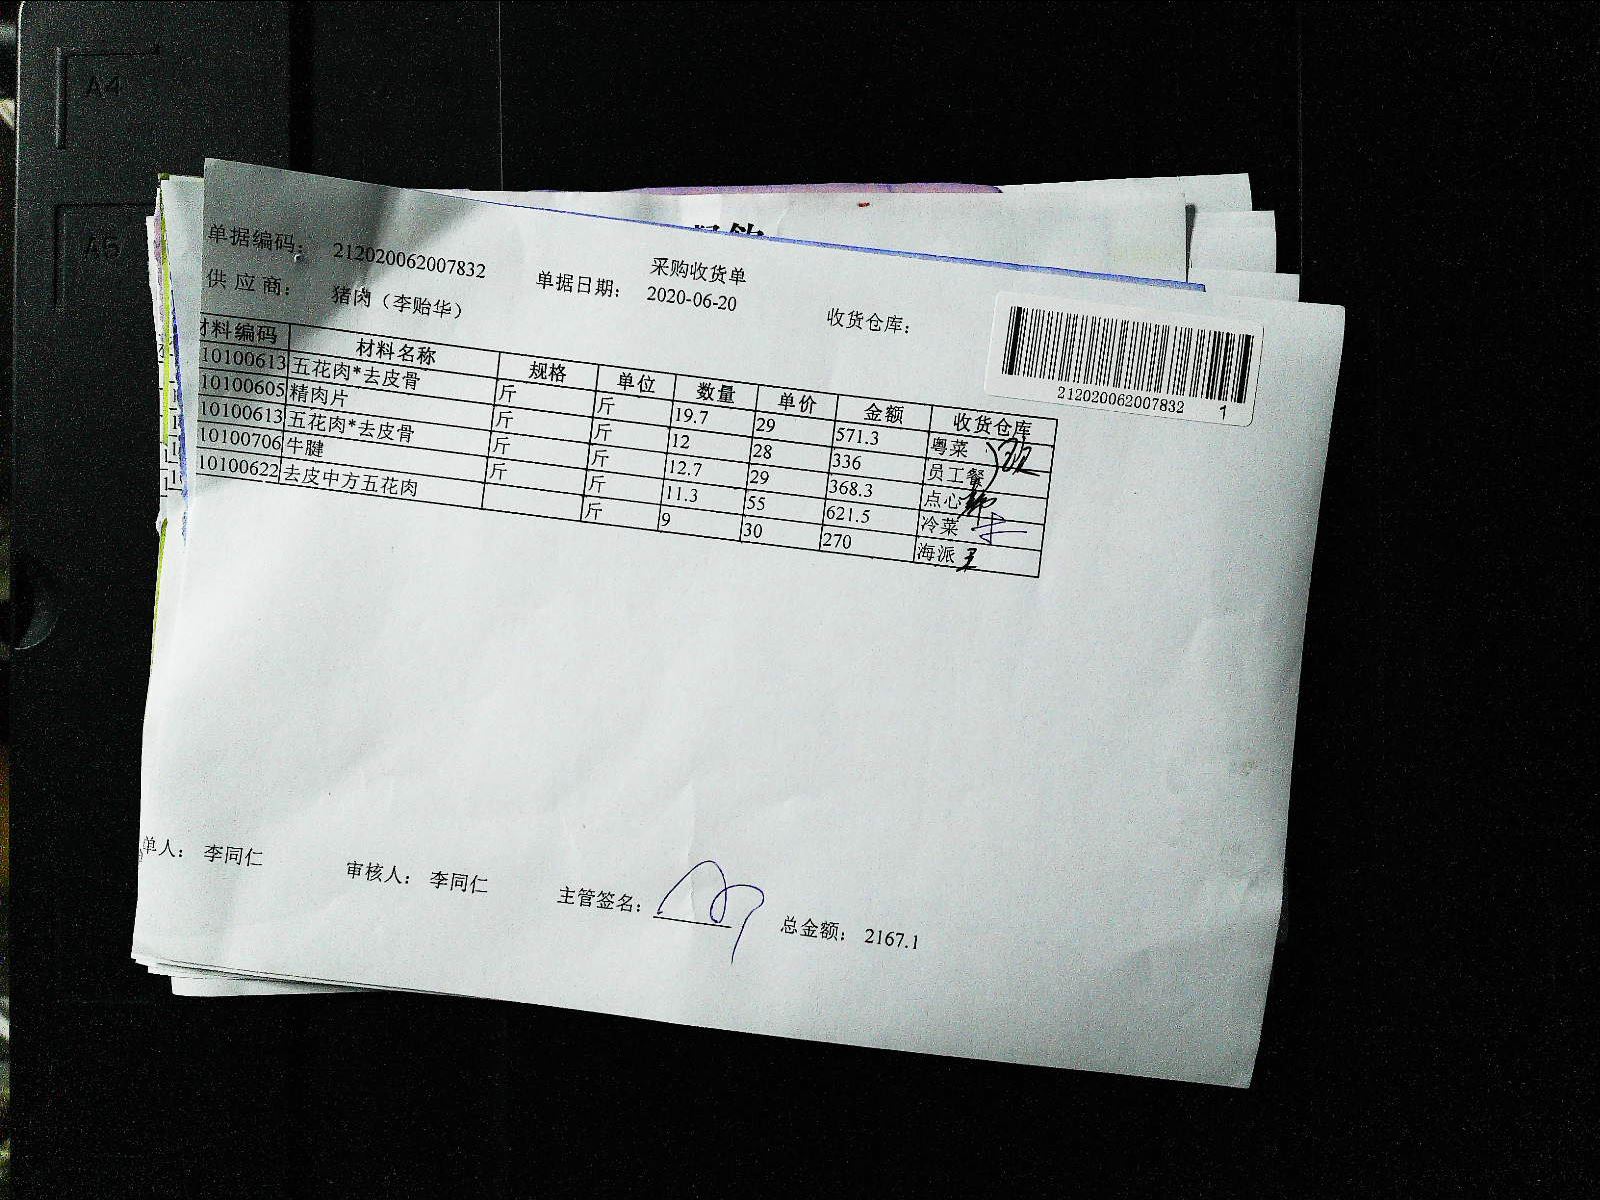 A4
A5
采购收货单
单据编码： 212020062007832 单据日期： 2020-06-20 收货仓库：
供 应 商： 猪肉（李贻华）
212020062007832 1
材料编码 材料名称 规格 单位 数量 单价 金额 收货仓库
10100613 五花肉*去皮骨 斤 斤 19.7 29 571.3 粤菜
10100605 精肉片 斤 斤 12 28 336 员工餐
10100613 五花肉*去皮骨 斤 斤 12.7 29 368.3 点心
10100706 牛腱 斤 斤 11.3 55 621.5 冷菜
10100622 去皮中方五花肉 斤 9 30 270 海派
单人： 李同仁 审核人： 李同仁 主管签名： 总金额： 2167.1